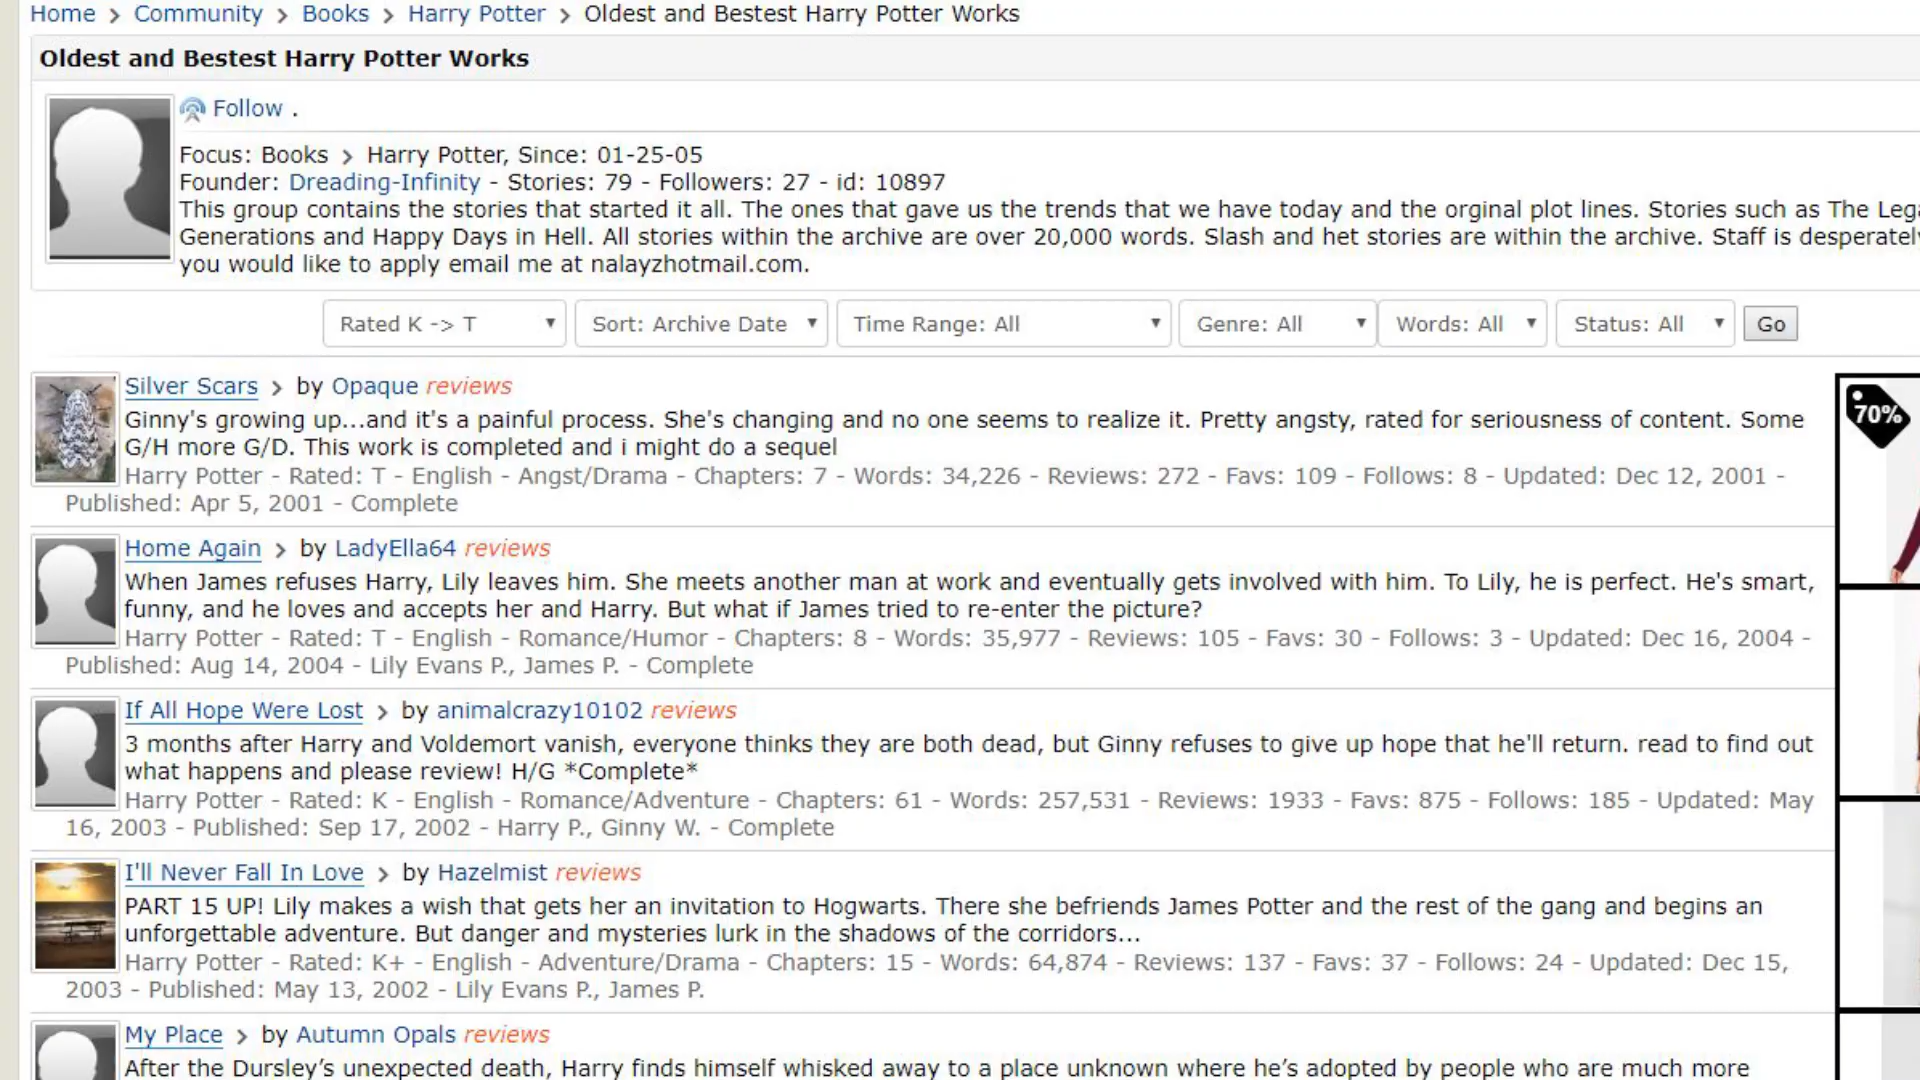 Home > Community > Books > Harry Potter > Oldest and Bestest Harry Potter Works
Oldest and Bestest Harry Potter Works
Follow .
Focus: Books > Harry Potter, Since: 01-25-05
Founder: Dreading-Infinity - Stories: 79 - Followers: 27 - id: 10897
This group contains the stories that started it all. The ones that gave us the trends that we have today and the orginal plot lines. Stories such as The
Generations and Happy Days in Hell. All stories within the archive are over 20,000 words. Slash and het stories are within the archive. Staff is
you would like to apply email me at nalayzhotmail.com.
Rated K -> T Sort: Archive Date Time Range: All Genre: All Words: All Status: All Go
Silver Scars > by Opaque reviews
Ginny's growing up...and it's a painful process. She's changing and no one seems to realize it. Pretty angsty, rated for seriousness of content. Some
G/H more G/D. This work is completed and i might do a sequel
Harry Potter - Rated: T - English - Angst/Drama - Chapters: 7 - Words: 34,226 - Reviews: 272 - Favs: 109 - Follows: 8 - Updated: Dec 12, 2001 -
Published: Apr 5, 2001 - Complete
70%
Home Again > by LadyElla64 reviews
When James refuses Harry, Lily leaves him. She meets another man at work and eventually gets involved with him. To Lily, he is perfect. He's smart,
funny, and he loves and accepts her and Harry. But what if James tried to re-enter the picture?
Harry Potter - Rated: T - English - Romance/Humor - Chapters: 8 - Words: 35,977 - Reviews: 105 - Favs: 30 - Follows: 3 - Updated: Dec 16, 2004 -
Published: Aug 14, 2004 - Lily Evans P., James P. - Complete
If All Hope Were Lost > by animalcrazy10102 reviews
3 months after Harry and Voldemort vanish, everyone thinks they are both dead, but Ginny refuses to give up hope that he'll return. read to find out
what happens and please review! H/G *Complete*
Harry Potter - Rated: K - English - Romance/Adventure - Chapters: 61 - Words: 257,531 - Reviews: 1933 - Favs: 875 - Follows: 185 - Updated: May
16, 2003 - Published: Sep 17, 2002 - Harry P., Ginny W. - Complete
I'll Never Fall In Love > by Hazelmist reviews
PART 15 UP! Lily makes a wish that gets her an invitation to Hogwarts. There she befriends James Potter and the rest of the gang and begins an
unforgettable adventure. But danger and mysteries lurk in the shadows of the corridors...
Harry Potter - Rated: K+ - English - Adventure/Drama - Chapters: 15 - Words: 64,874 - Reviews: 137 - Favs: 37 - Follows: 24 - Updated: Dec 15,
2003 - Published: May 13, 2002 - Lily Evans P., James P.
My Place > by Autumn Opals reviews
After the Dursley’s unexpected death, Harry finds himself whisked away to a place unknown where he’s adopted by people who are much more